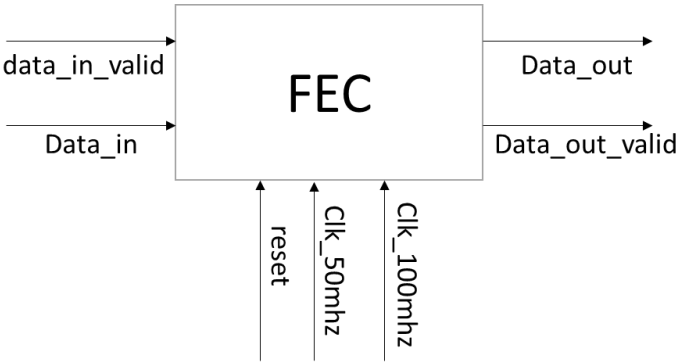 data_in_valid
Data_in
FEC
Data_out
Data_out_valid
reset
Clk_50mhz
Clk_100mhz